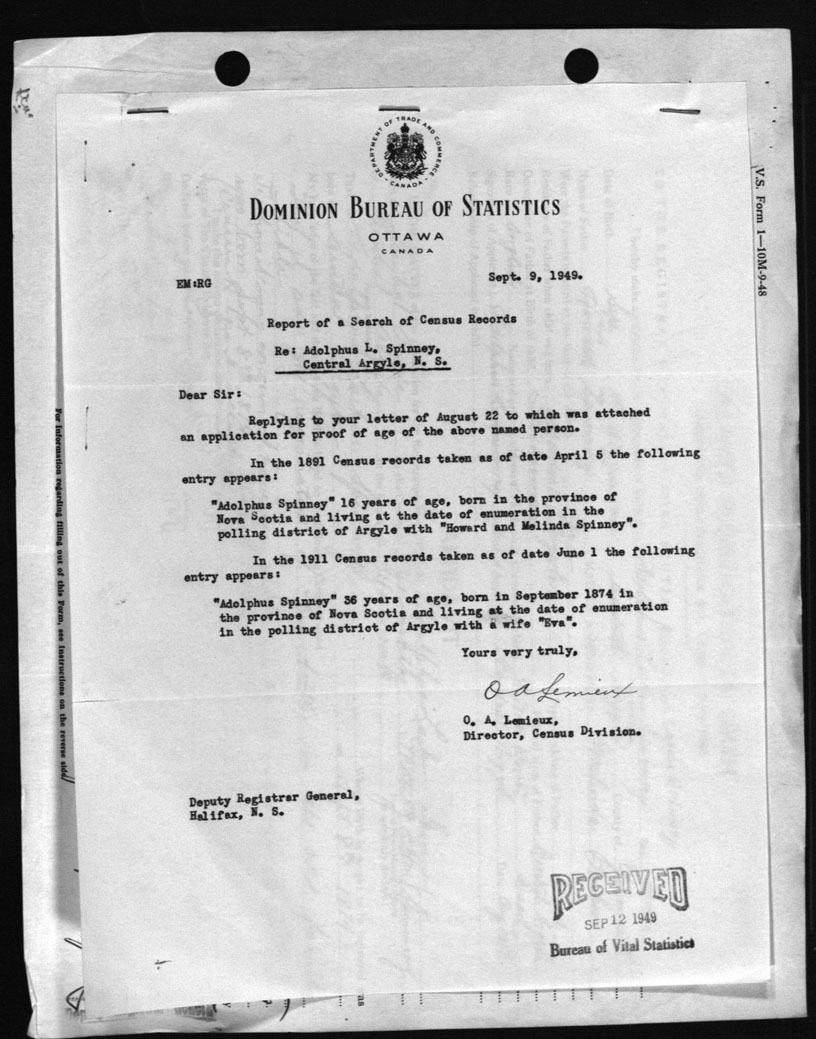 DEPARTMENT OF TRADE AND COMMERCE
CANADA
DOMINION BUREAU OF STATISTICS
OTTAWA
CANADA
EM:RG
Sept. 9, 1949.
Report of a Search of Census Records
Re: Adolphus L. Spinney,
Central Argyle, N. S.
Dear Sir:
Replying to your letter of August 22 to which was attached
an application for proof of age of the above named person.
In the 1891 Census records taken as of date April 5 the following
entry appears:
"Adolphus Spinney" 16 years of age, born in the province of
Nova Scotia and living at the date of enumeration in the
polling district of Argyle with "Howard and Melinda Spinney".
In the 1911 Census records taken as of date June 1 the following
entry appears:
"Adolphus Spinney" 36 years of age, born in September 1874 in
the province of Nova Scotia and living at the date of enumeration
in the polling district of Argyle with a wife "Eva".
Yours very truly,
O A Lemieux
O. A. Lemieux,
Director, Census Division.
Deputy Registrar General,
Halifax, N. S.
RECEIVED
SEP 12 1949
Bureau of Vital Statistics
V.S. Form 1—10M-9-48
For Information regarding filling out of this Form, see Instructions on the reverse side
as